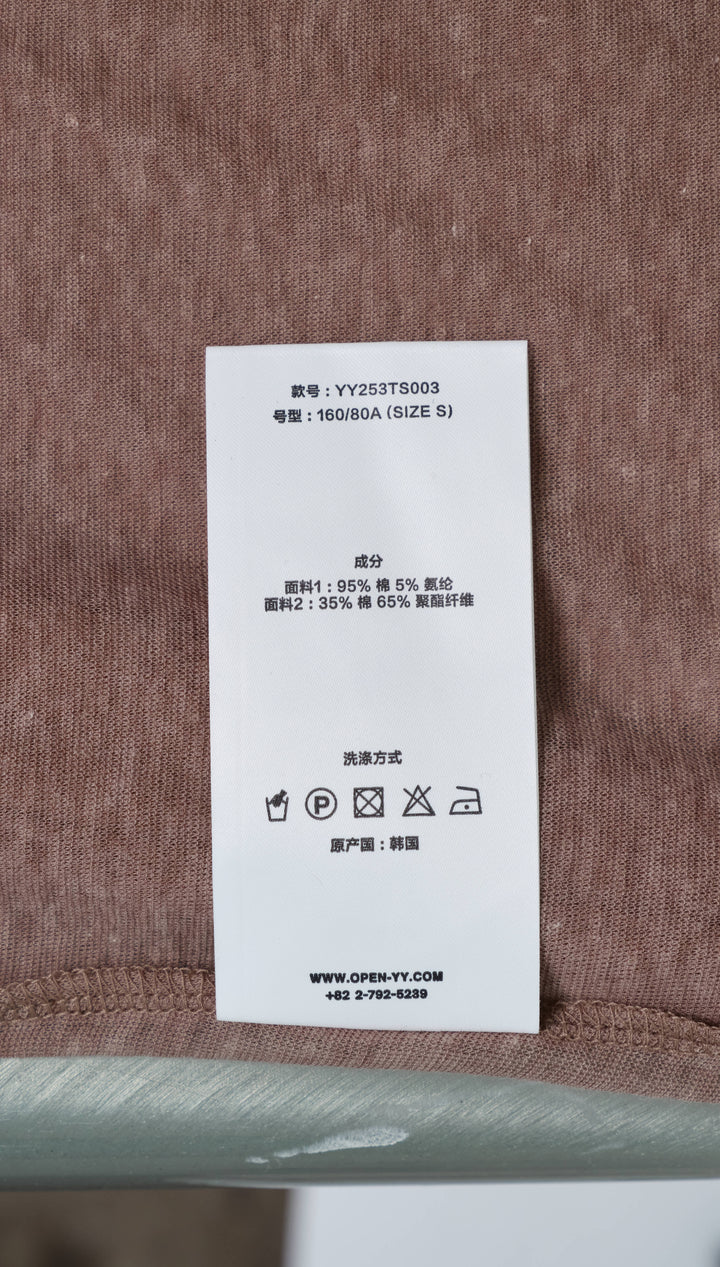 款号：YY253TS003
号型：160/80A (SIZE S)
成分
面料1：95% 棉 5% 氨纶
面料2：35% 棉 65% 聚酯纤维
洗涤方式
P
原产国：韩国
WWW.OPEN-YY.COM
+82 2-792-5239